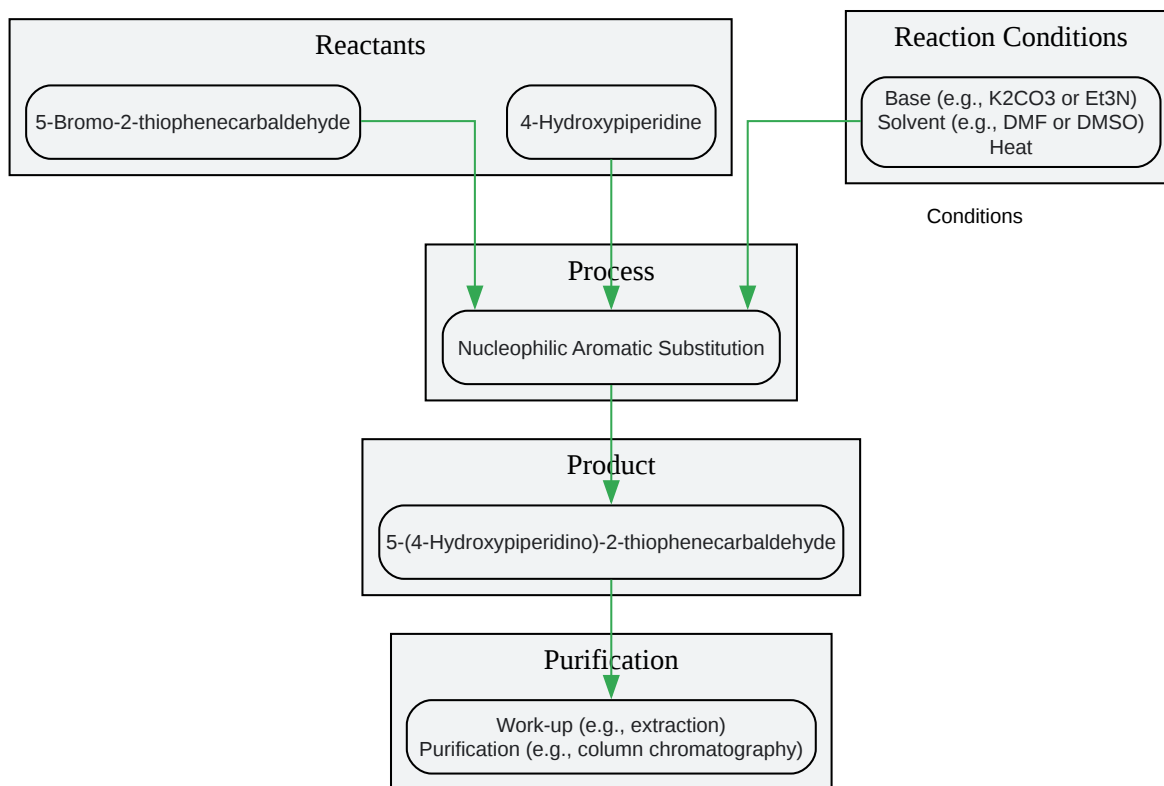 Reactants
5-Bromo-2-thiophenecarbaldehyde
4-Hydroxypiperidine
Reaction Conditions
Base (e.g., K2CO3 or Et3N)
Solvent (e.g., DMF or DMSO)
Heat
Conditions
Process
Nucleophilic Aromatic Substitution
Product
5-(4-Hydroxypiperidino)-2-thiophenecarbaldehyde
Purification
Work-up (e.g., extraction)
Purification (e.g., column chromatography)